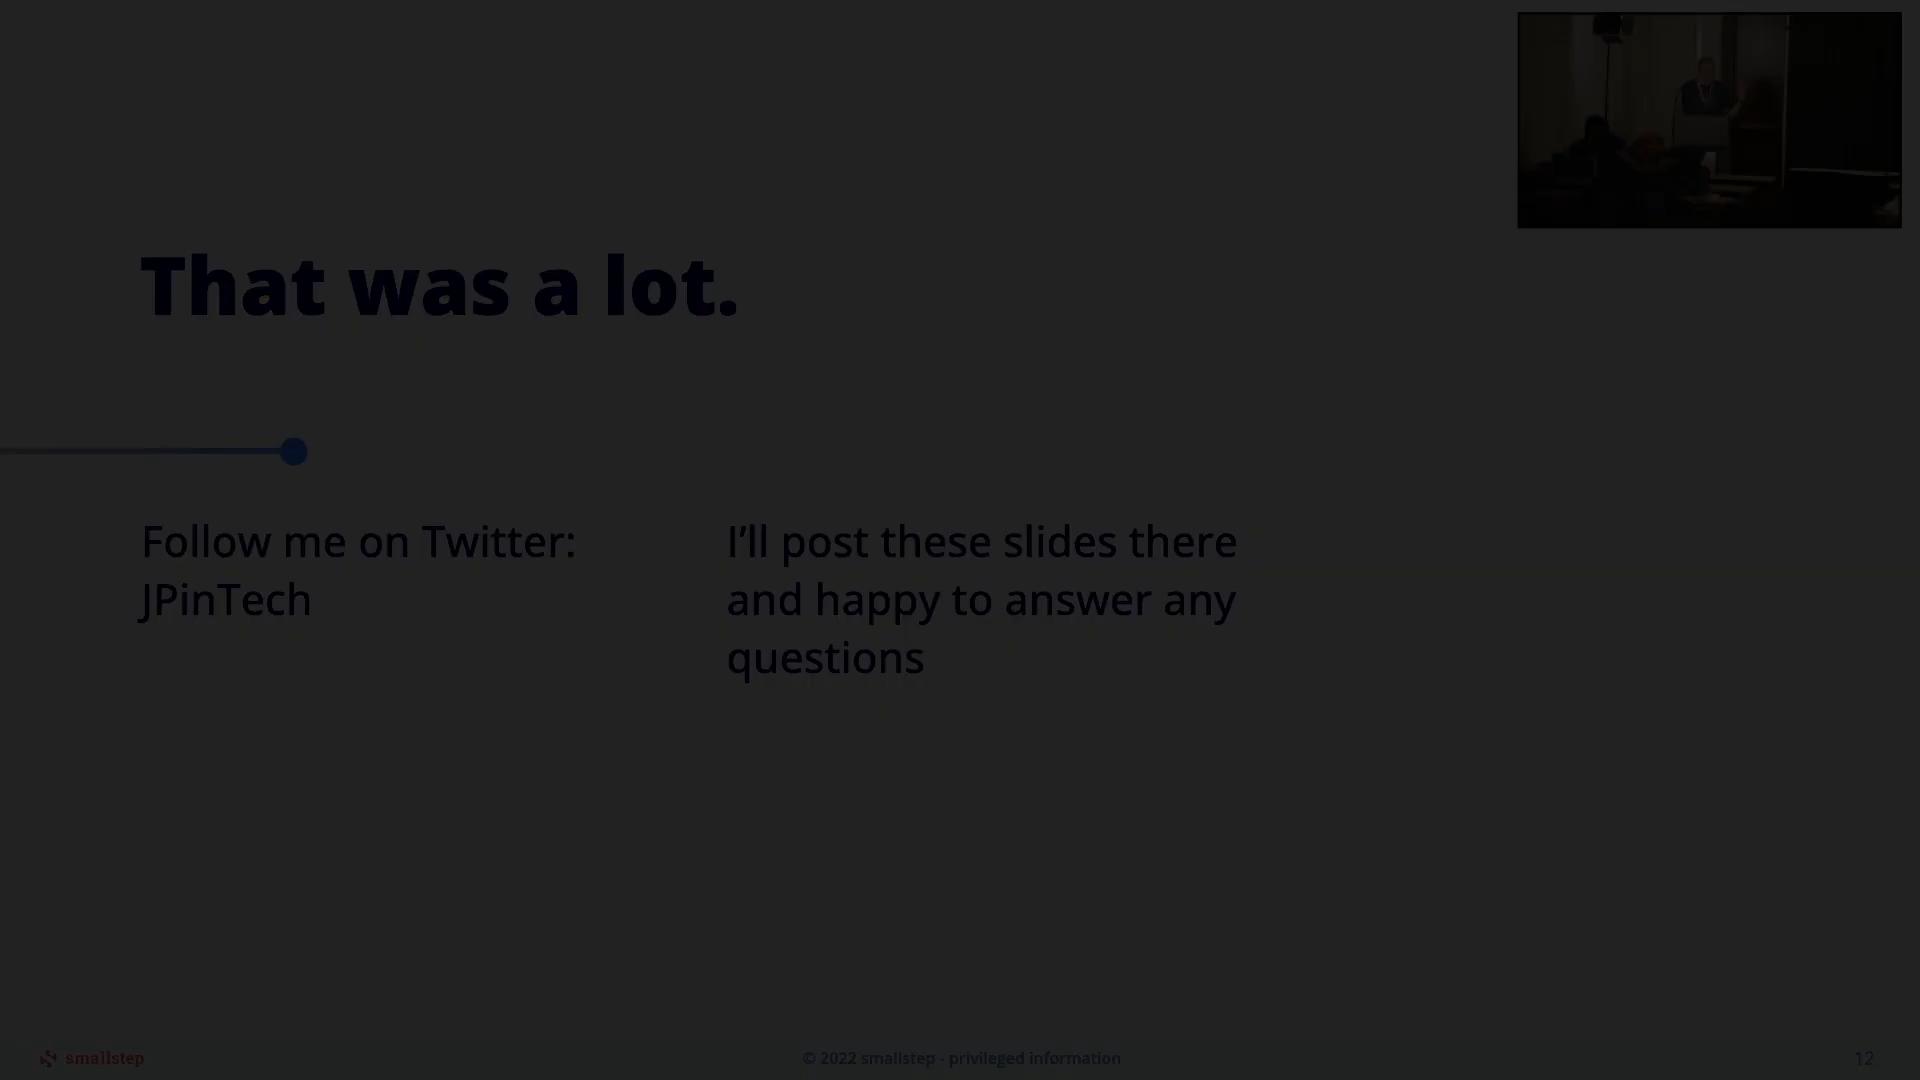 That was a lot.
Follow me on Twitter:
JPinTech
I’ll post these slides there
and happy to answer any
questions
smallstep
© 2022 smallstep - privileged information
12